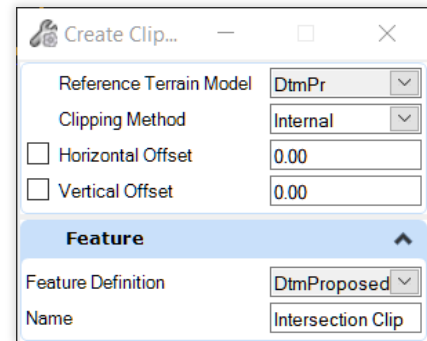 Create Clip...
Reference Terrain Model DtmPr
Clipping Method Internal
Horizontal Offset 0.00
Vertical Offset 0.00
Feature
Feature Definition DtmProposed
Name Intersection Clip